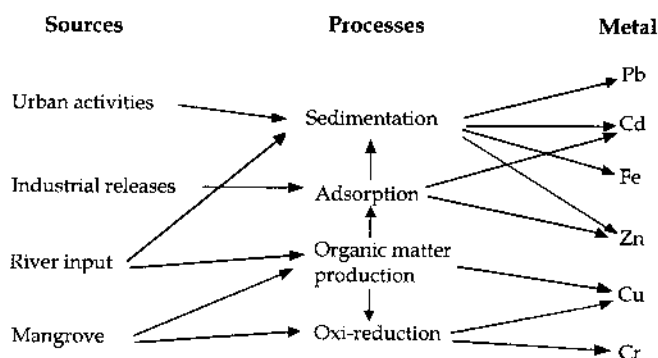 Sources Processes Metal
Pb
Urban activities
Sedimentation
Cd
Industrial releases
Adsorption
Fe
River input
Organic matter
production
Zn
Cu
Mangrove
Oxi-reduction
Cr